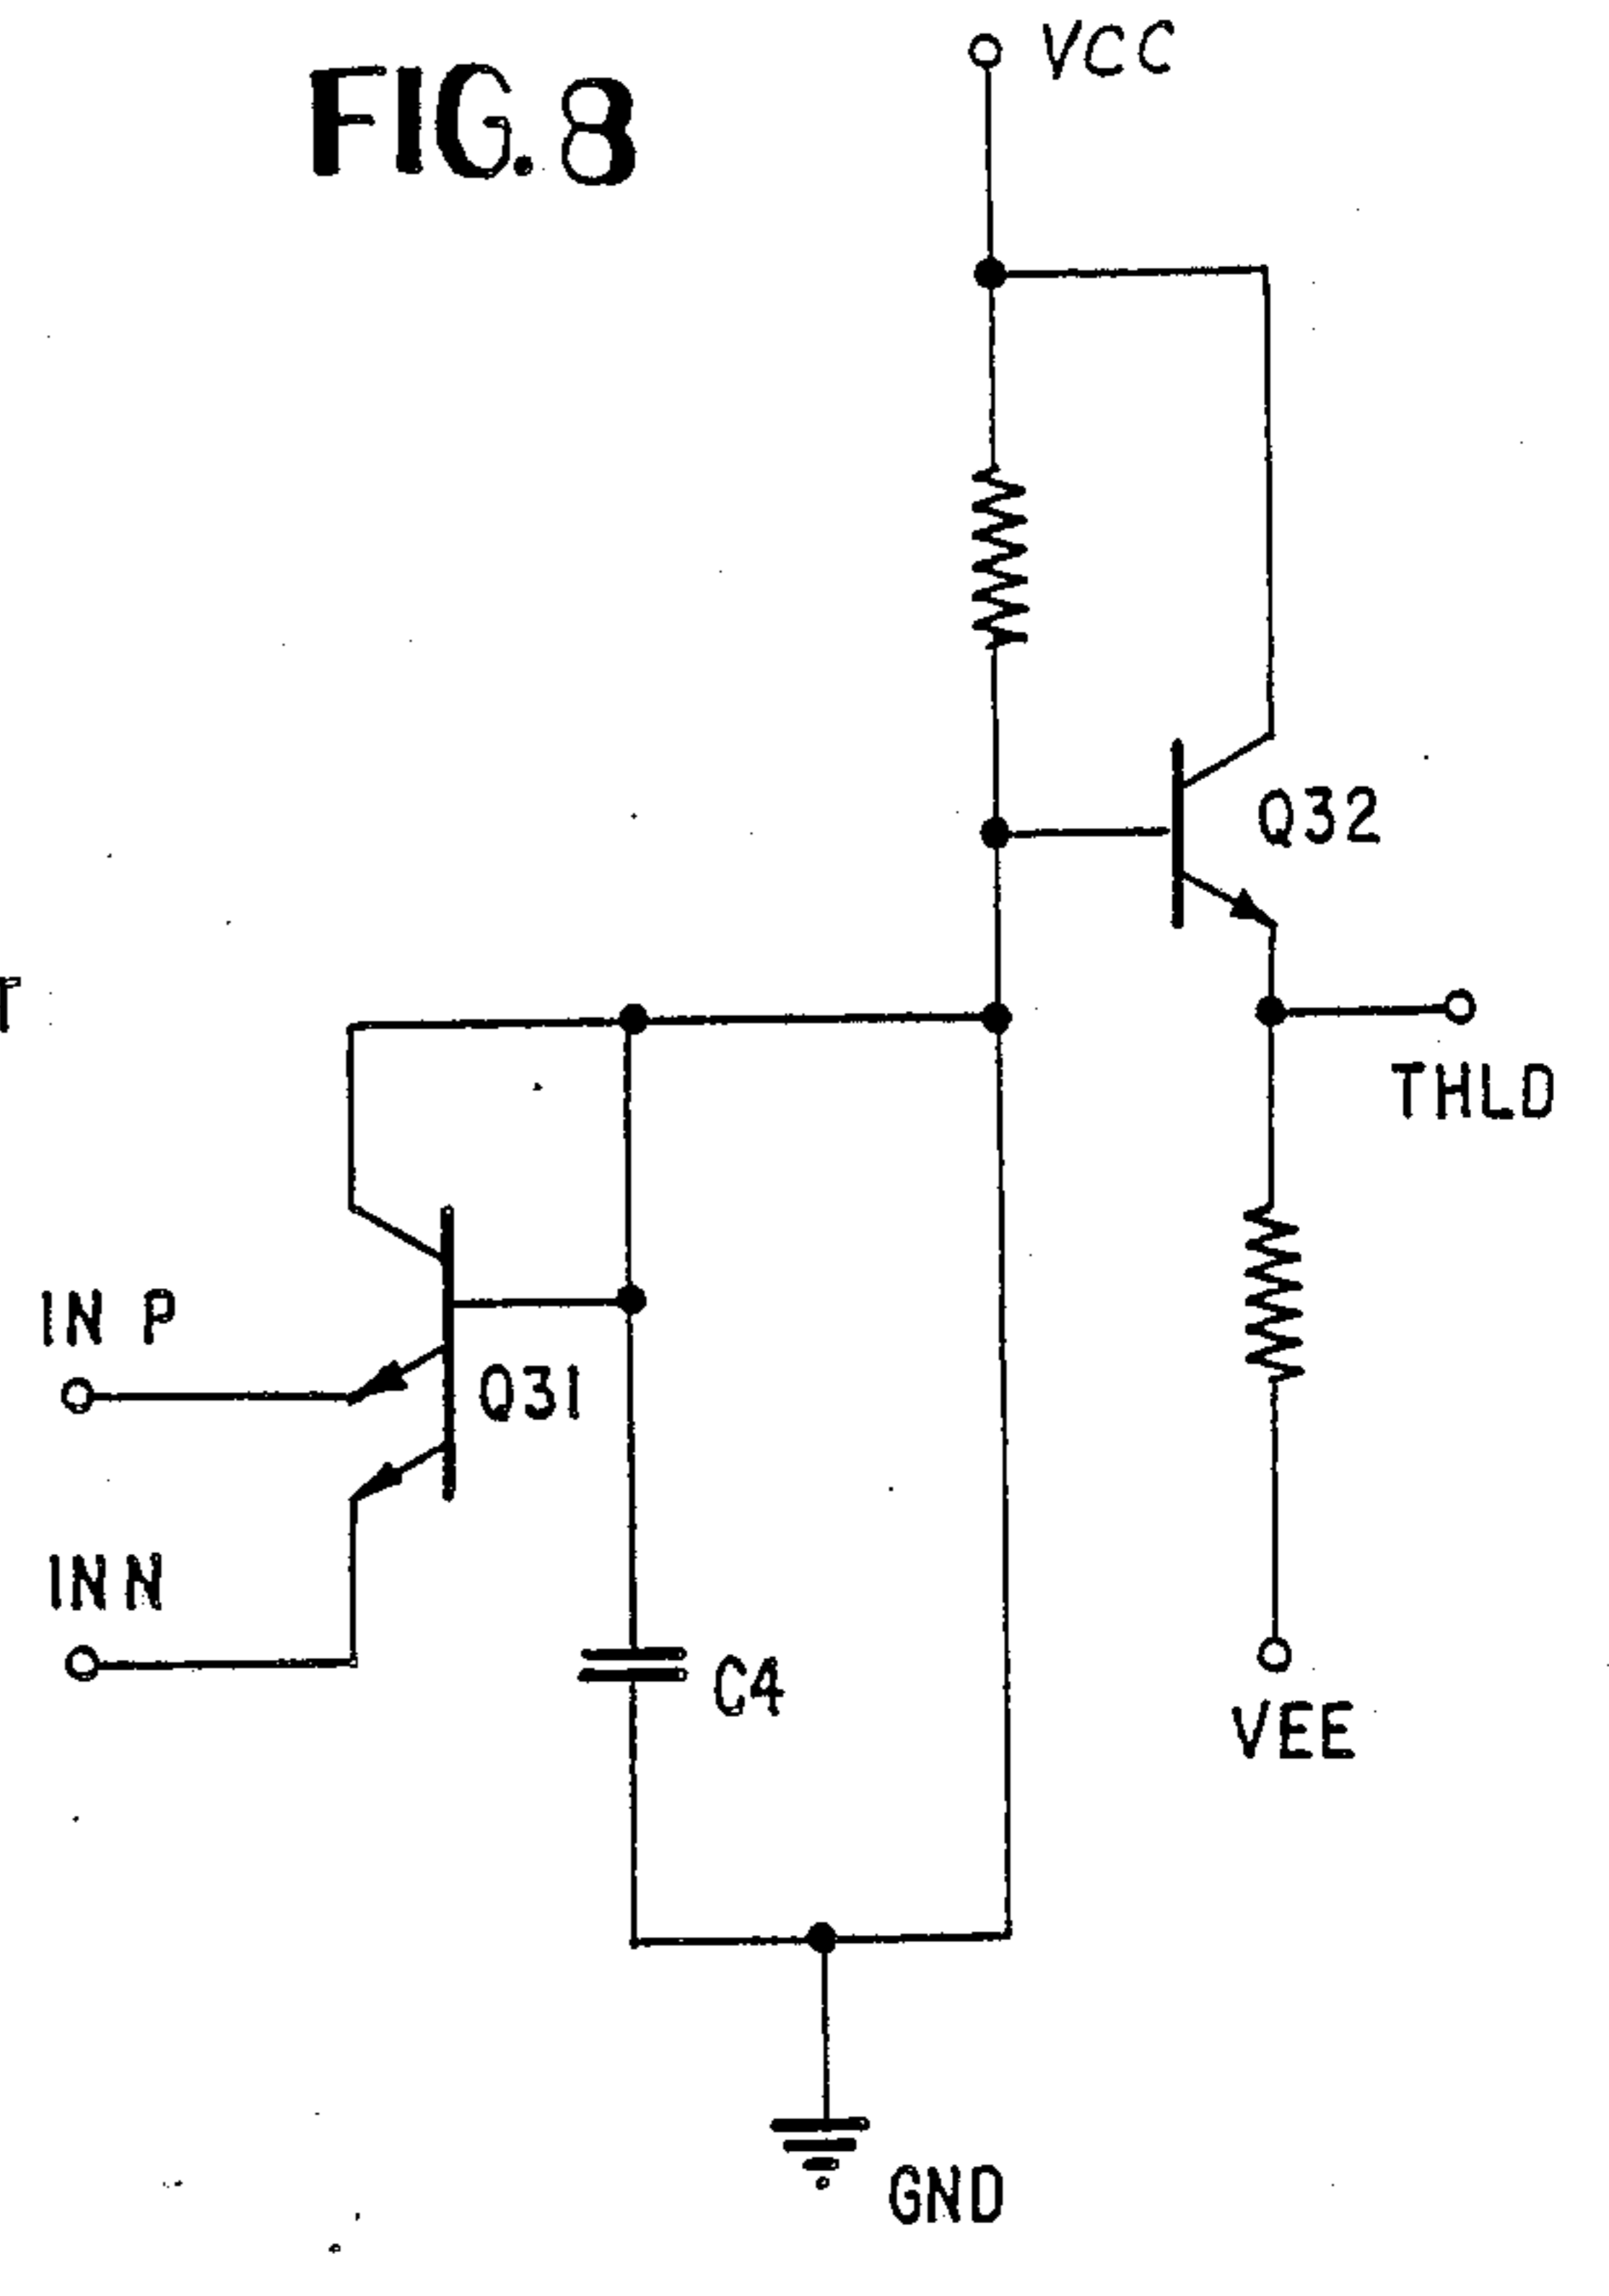 FIG. 8
VCC
Q32
THLD
IN P
Q31
INN
C4
VEE
GND